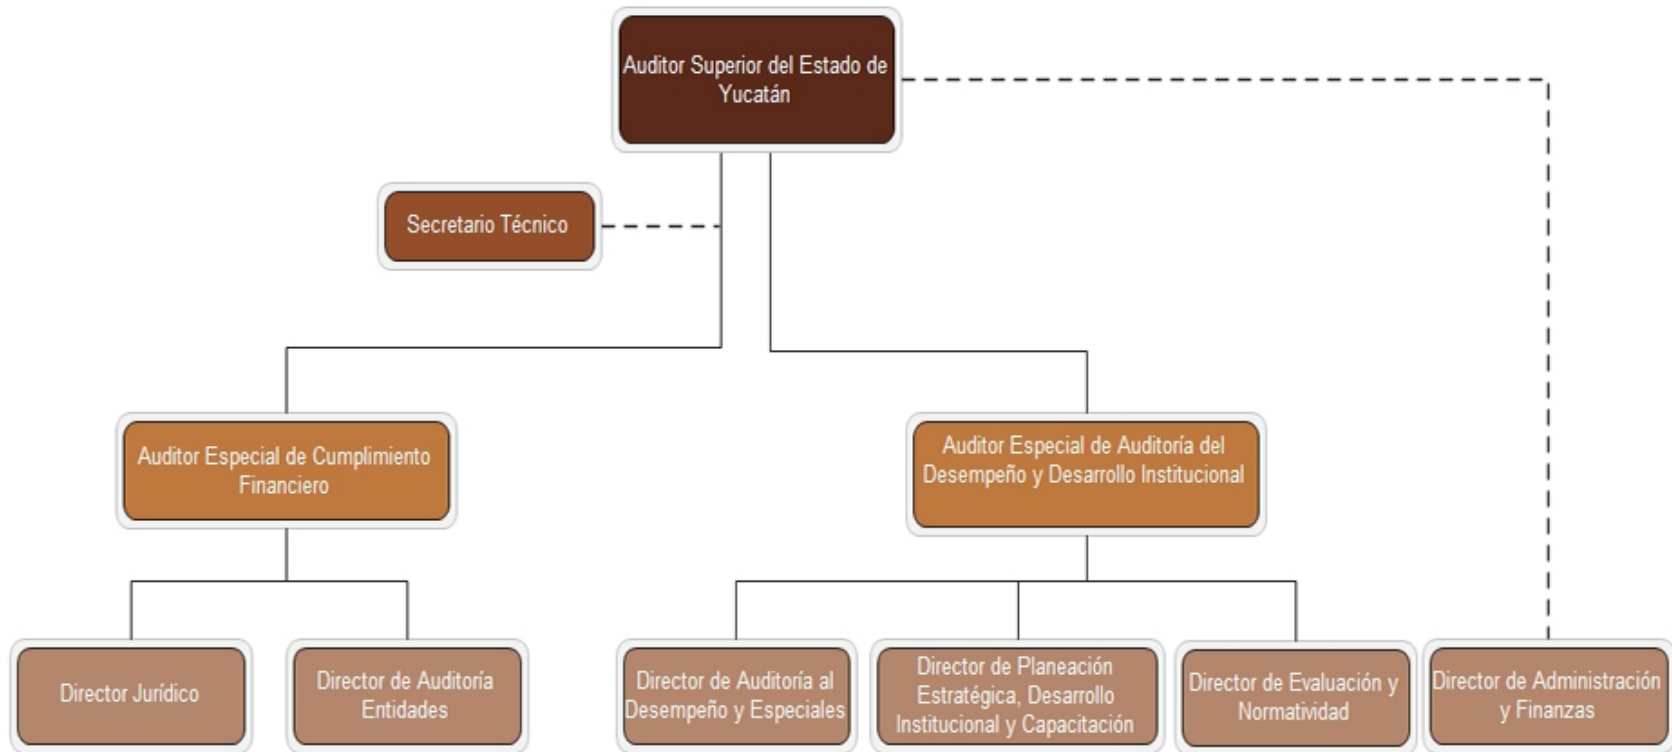 Auditor Superior del Estado de
Yucatán
Secretario Técnico
Auditor Especial de Cumplimiento
Financiero
Auditor Especial de Auditoría del
Desempeño y Desarrollo Institucional
Director Jurídico
Director de Auditoría
Entidades
Director de Auditoría al
Desempeño y Especiales
Director de Planeación
Estratégica, Desarrollo
Institucional y Capacitación
Director de Evaluación y
Normatividad
Director de Administración
y Finanzas